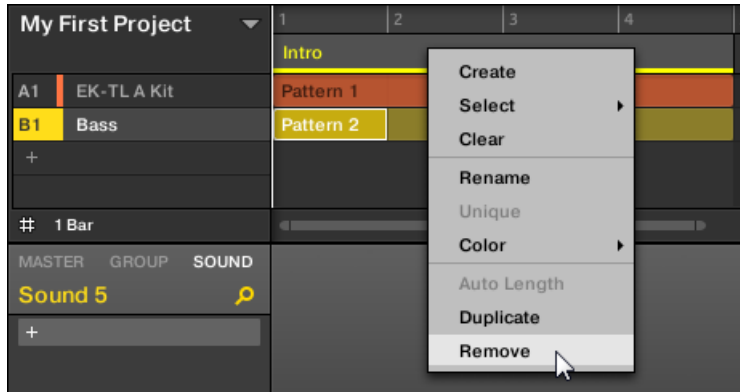 My First Project
1 2 3 4
Intro
A1 EK-TL A Kit Pattern 1
B1 Bass Pattern 2
+
# 1 Bar
MASTER GROUP SOUND
Sound 5
+
Create
Select
Clear
Rename
Unique
Color
Auto Length
Duplicate
Remove